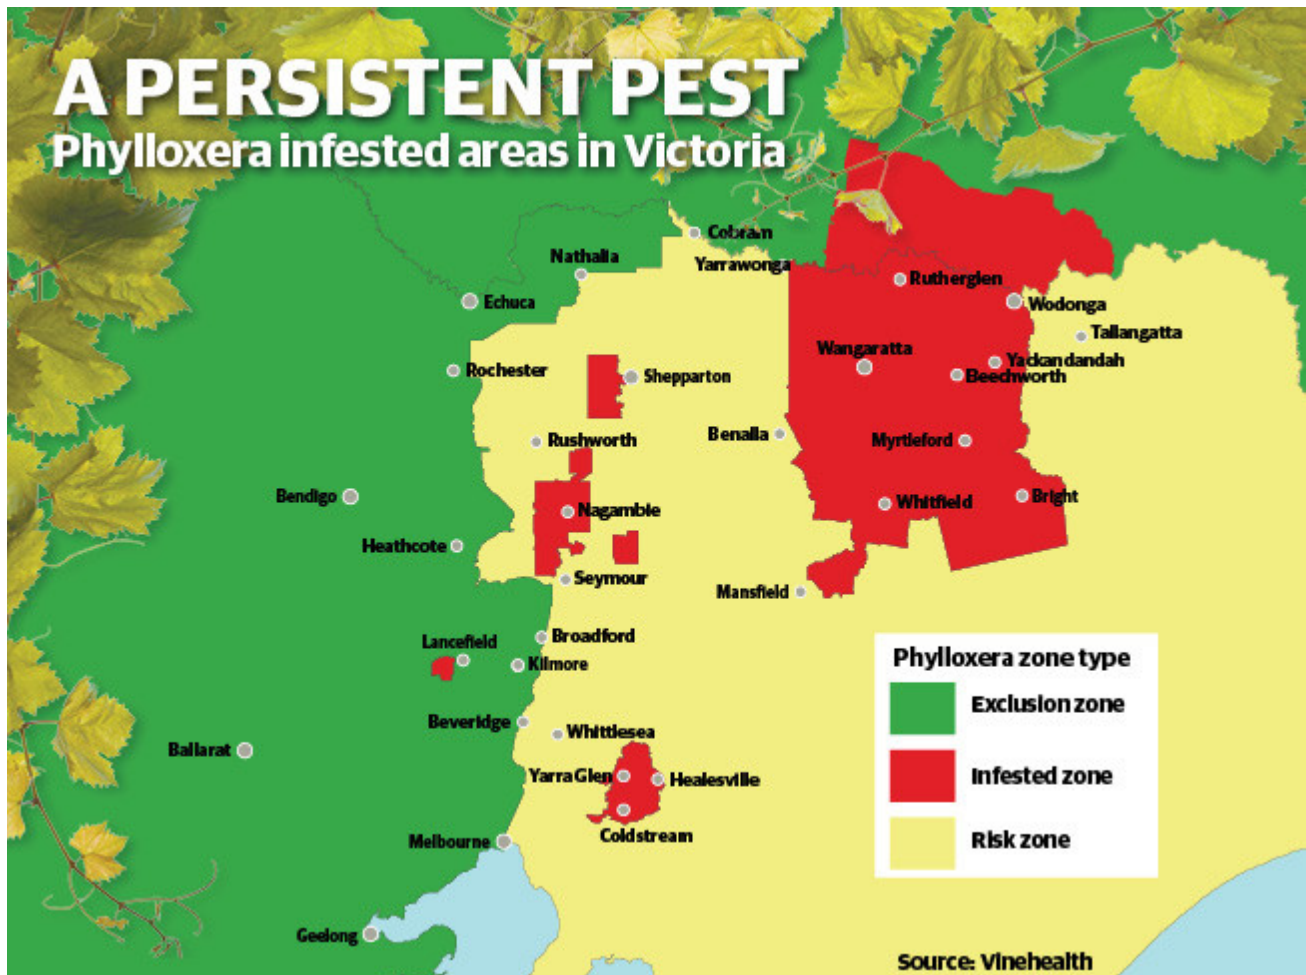 A PERSISTENT PEST
Phylloxera infested areas in Victoria
Cobram
Nathalia
Yarrawonga
Rutherglen
Echuca
Wodonga
Tallangatta
Wangaratta
Yackandandah
Rochester
Shepparton
Beechworth
Benalla
Rushworth
Myrtleford
Bendigo
Bright
Whitfield
Nagambie
Heathcote
Seymour
Mansfield
Broadford
Lancefield
Kilmore
Phylloxera zone type
Exclusion zone
Beveridge
Whittlesea
Ballarat
Yarra Glen
Healesville
Infested zone
Coldstream
Melbourne
Risk zone
Geelong
Source: Vinehealth